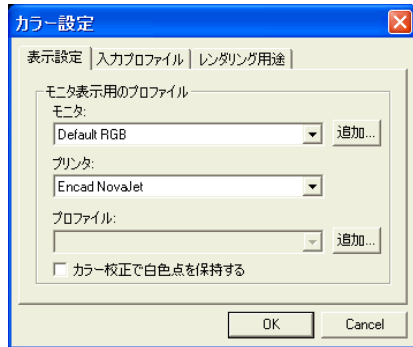 カラー設定
表示設定 入力プロファイル レンダリング用途
モニタ表示用のプロファイル
モニタ:
Default RGB 追加...
プリンタ:
Encad NovaJet
プロファイル:
追加...
カラー校正で白色点を保持する
OK Cancel